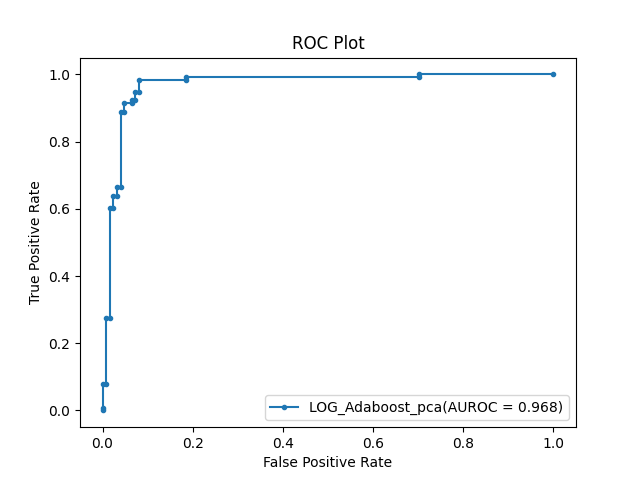 ROC Plot
1.0
0.8
0.6
0.4
0.2
0.0
True Positive Rate
LOG_Adaboost_pca(AUROC = 0.968)
0.0 0.2 0.4 0.6 0.8 1.0
False Positive Rate